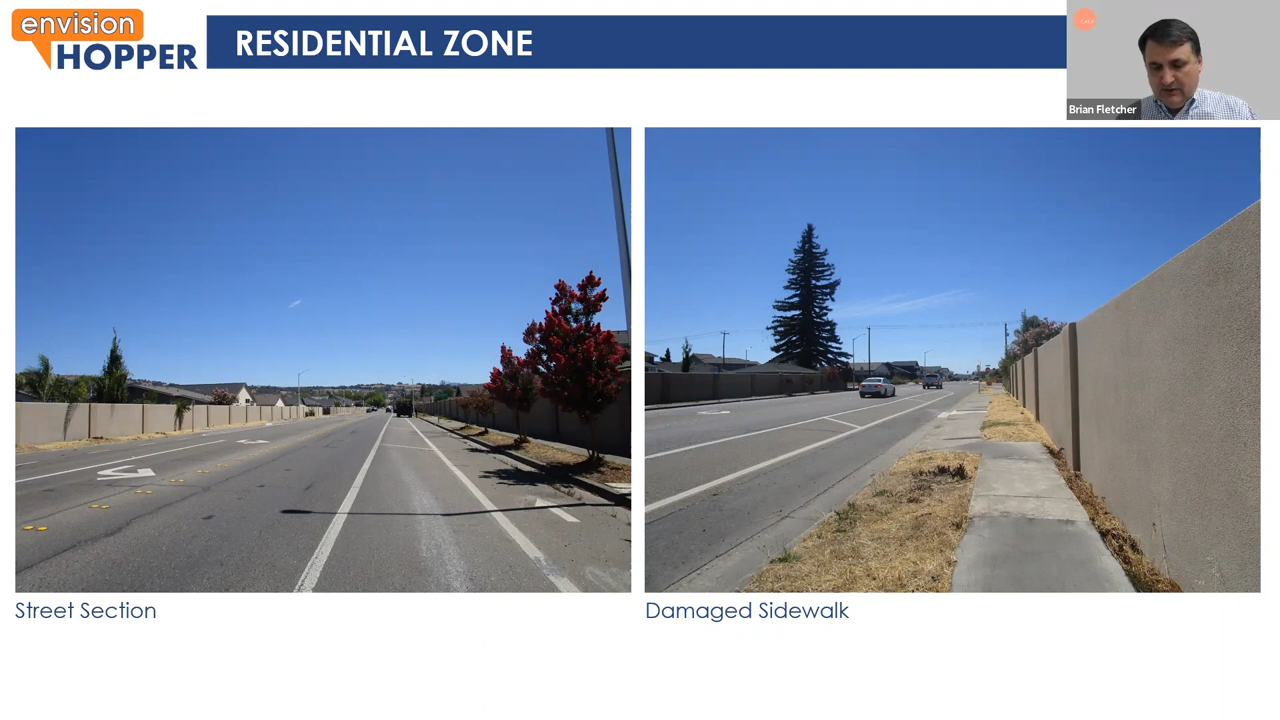 envision
HOPPER
RESIDENTIAL ZONE
Brian Fletcher
Street Section
Damaged Sidewalk